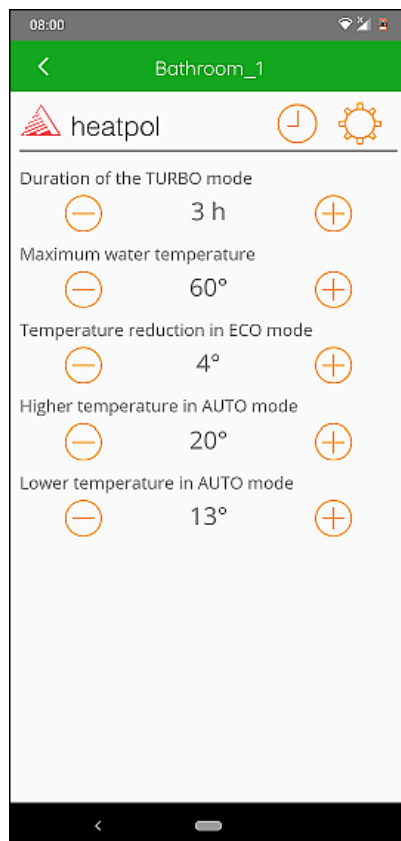 08:00
Bathroom_1
heatpol
Duration of the TURBO mode
3 h
Maximum water temperature
60°
Temperature reduction in ECO mode
4°
Higher temperature in AUTO mode
20°
Lower temperature in AUTO mode
13°